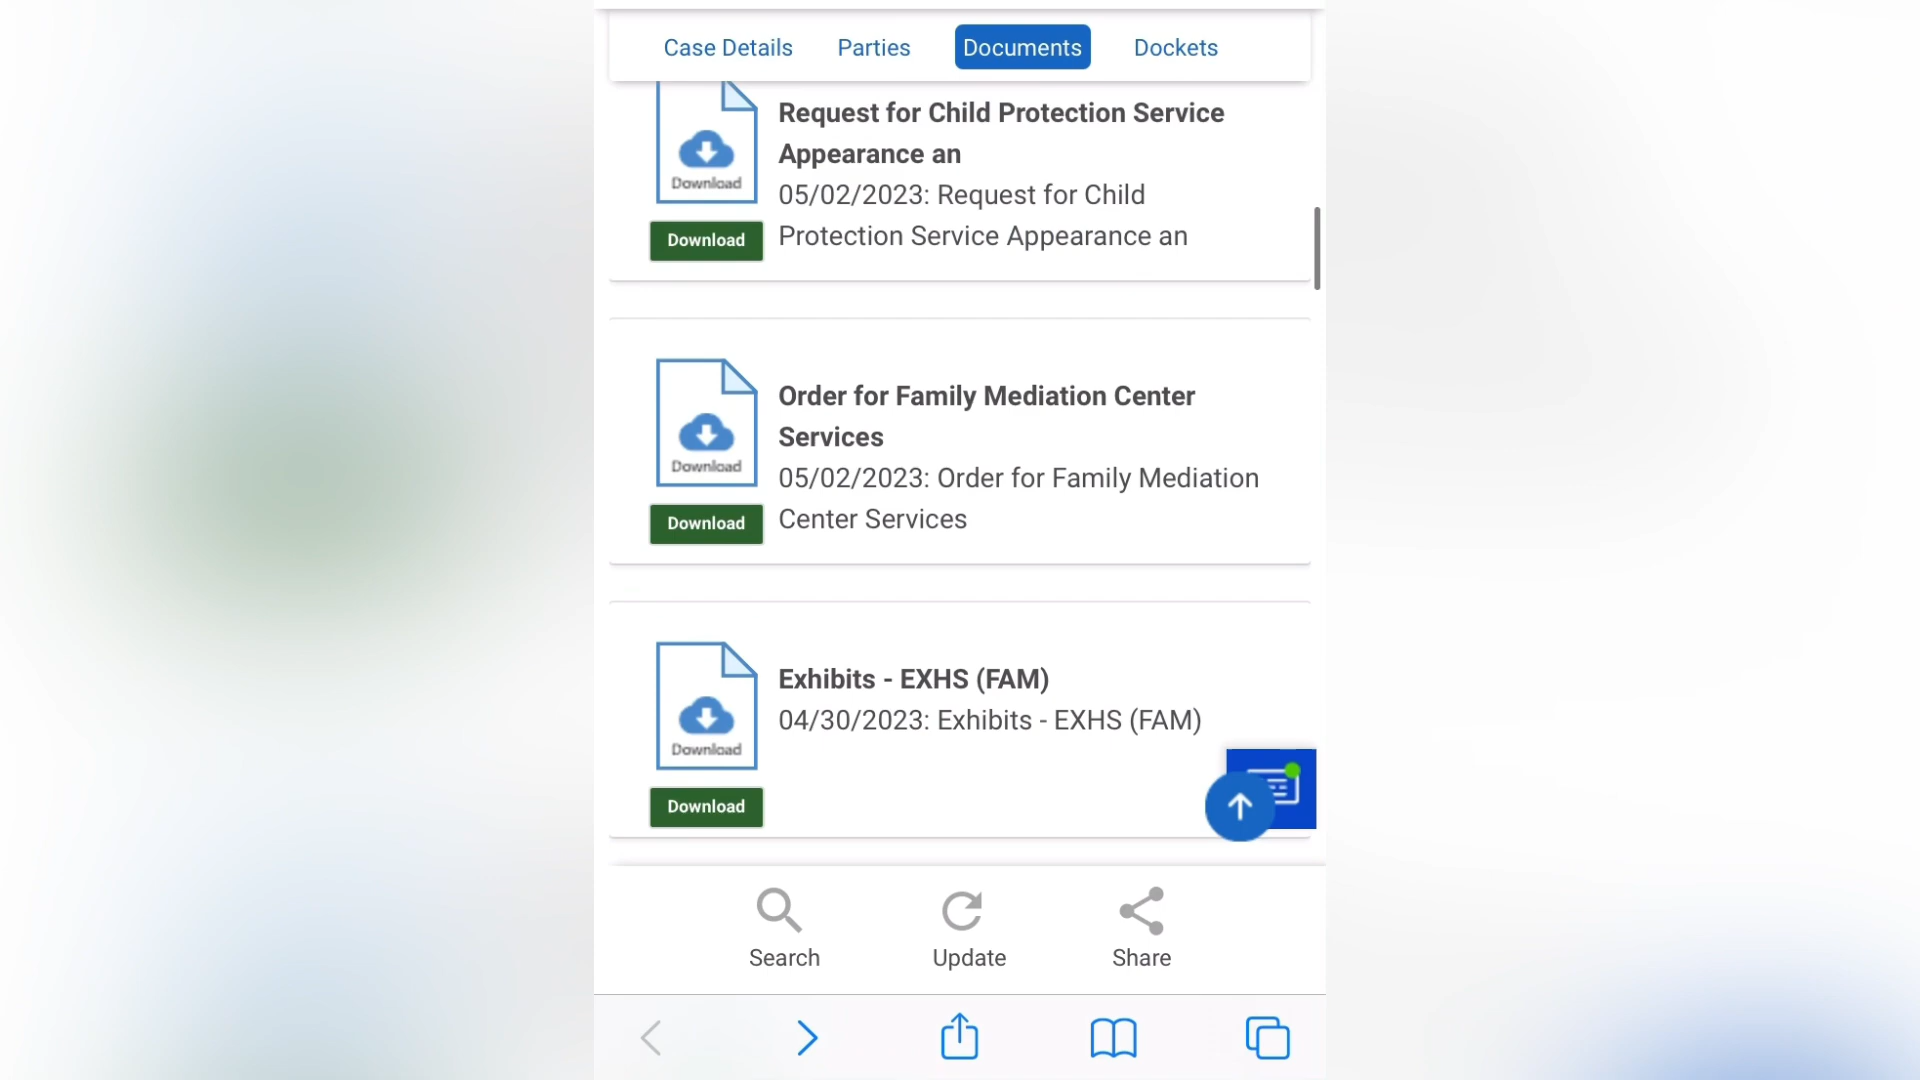 Case Details Parties Documents Dockets
Request for Child Protection Service
Appearance an
05/02/2023: Request for Child
Protection Service Appearance an
Download
Download
Order for Family Mediation Center
Services
05/02/2023: Order for Family Mediation
Center Services
Download
Download
Exhibits - EXHS (FAM)
04/30/2023: Exhibits - EXHS (FAM)
Download
Download
Search Update Share